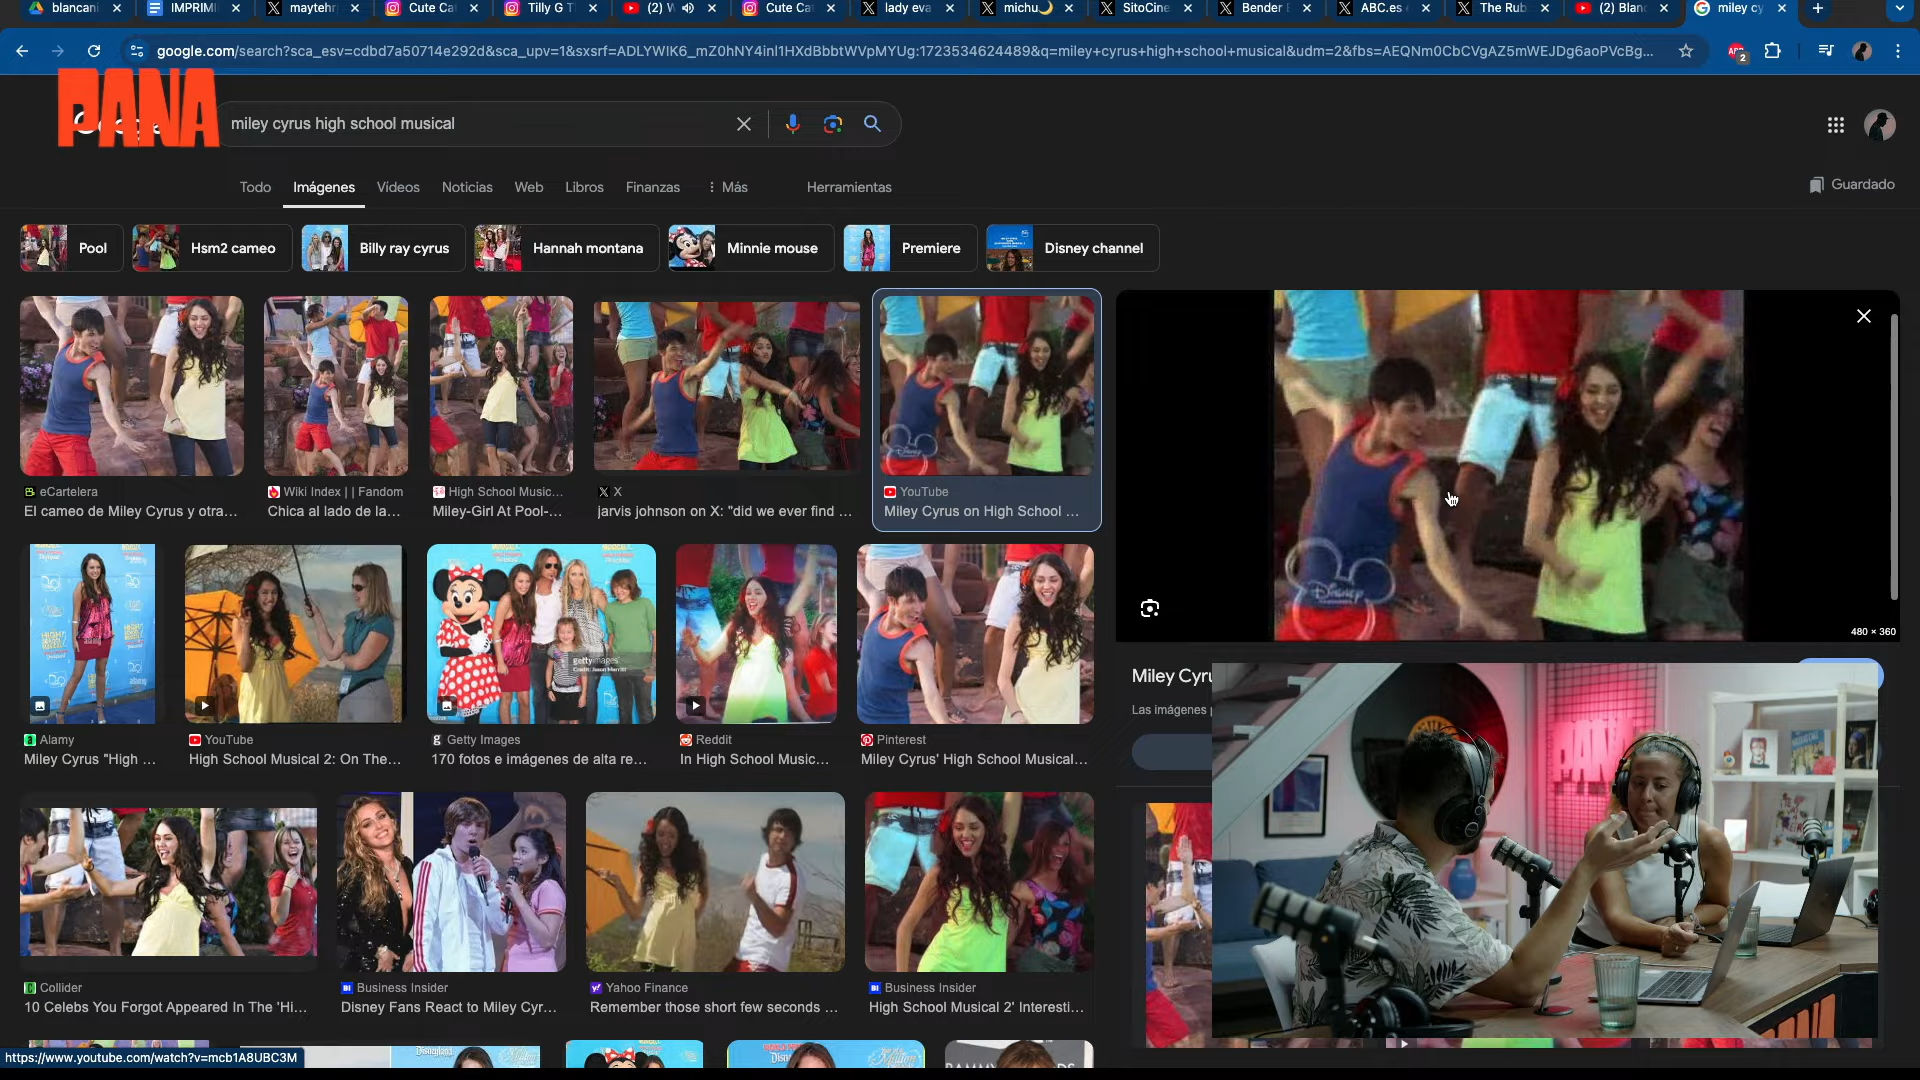 blancani
IMPRIMI
maytehr
Cute Ca
Tilly G T
(2) W
Cute Ca
lady eva
michu🌙
SitoCine
Bender
ABC.es
The Rub
(2) Blan
miley cy
google.com/search?sca_esv=cdbd7a50714e292d&sca_upv=1&sxsrf=ADLYWIK6_mZ0hNY4inl1HXdBbbtWVpMYUg:1723534624489&q=miley+cyrus+high+school+musical&udm=2&fbs=AEQNm0CbCVgAZ5mWEJDg6aoPVcBg...
2
PANA
miley cyrus high school musical
Todo Imágenes Vídeos Noticias Web Libros Finanzas Más Herramientas
Guardado
Pool
Hsm2 cameo
Billy ray cyrus
Hannah montana
Minnie mouse
Premiere
Disney channel
eCartelera
El cameo de Miley Cyrus y otra...
Wiki Index | | Fandom
Chica al lado de la...
High School Music...
Miley-Girl At Pool-...
X
jarvis johnson on X: "did we ever find ...
YouTube
Miley Cyrus on High School ...
Disney
480 × 360
Alamy
Miley Cyrus "High ...
YouTube
High School Musical 2: On The...
gettyimages
Getty Images
170 fotos e imágenes de alta re...
Reddit
In High School Music...
Pinterest
Miley Cyrus' High School Musical...
Miley Cyru
Las imágenes p
PANA
Collider
10 Celebs You Forgot Appeared In The 'Hi...
Business Insider
Disney Fans React to Miley Cyr...
Yahoo Finance
Remember those short few seconds ...
Business Insider
High School Musical 2' Interesti...
https://www.youtube.com/watch?v=mcb1A8UBC3M